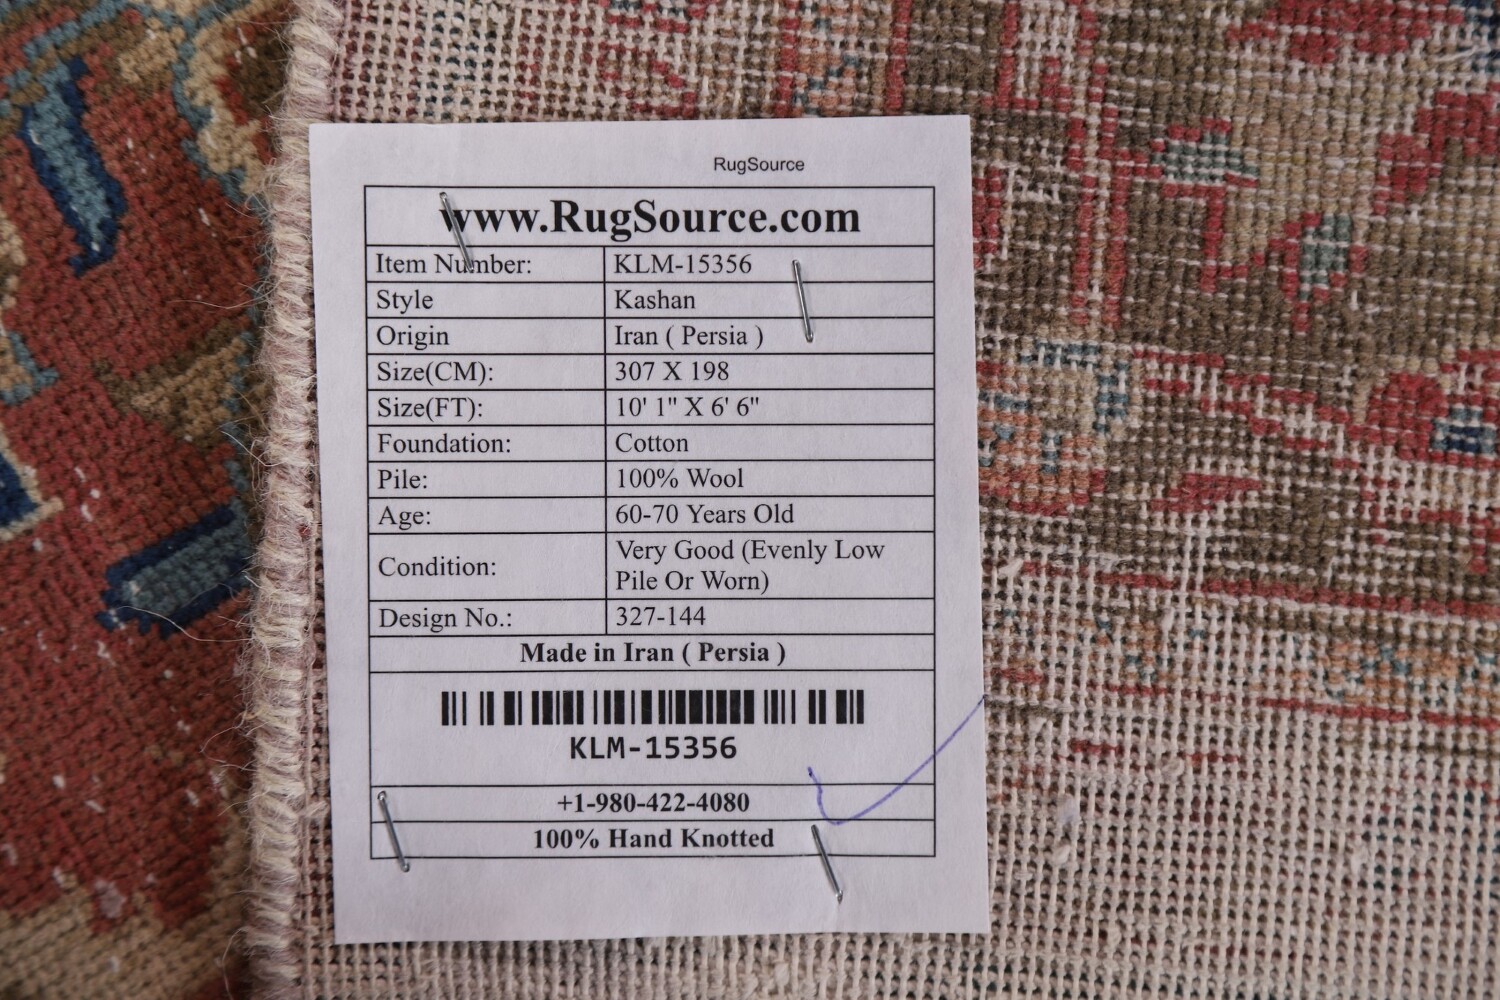 RugSource
www.RugSource.com
Item Number: KLM-15356
Style Kashan
Origin Iran ( Persia )
Size(CM): 307 X 198
Size(FT): 10' 1" X 6' 6"
Foundation: Cotton
Pile: 100% Wool
Age: 60-70 Years Old
Condition: Very Good (Evenly Low
Pile Or Worn)
Design No.: 327-144
Made in Iran ( Persia )
KLM-15356
+1-980-422-4080
100% Hand Knotted